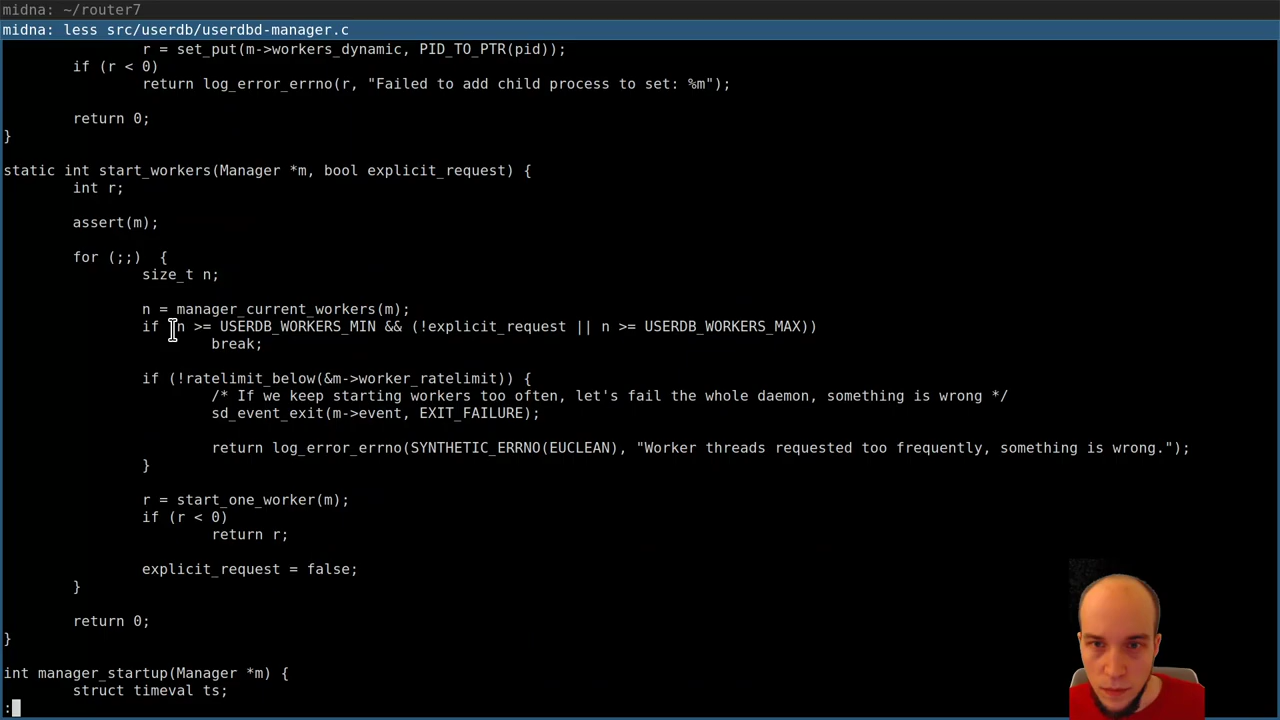 midna: ~/router7
midna: less src/userdb/userdbd-manager.c
r = set_put(m->workers_dynamic, PID_TO_PTR(pid));
if (r < 0)
return log_error_errno(r, "Failed to add child process to set: %m");
return 0;
}
static int start_workers(Manager *m, bool explicit_request) {
int r;
assert(m);
for (;;)  {
size_t n;
n = manager_current_workers(m);
if (n >= USERDB_WORKERS_MIN && (!explicit_request || n >= USERDB_WORKERS_MAX))
break;
if (!ratelimit_below(&m->worker_ratelimit)) {
/* If we keep starting workers too often, let's fail the whole daemon, something is wrong */
sd_event_exit(m->event, EXIT_FAILURE);
return log_error_errno(SYNTHETIC_ERRNO(EUCLEAN), "Worker threads requested too frequently, something is wrong.");
}
r = start_one_worker(m);
if (r < 0)
return r;
explicit_request = false;
}
return 0;
}
int manager_startup(Manager *m) {
struct timeval ts;
: